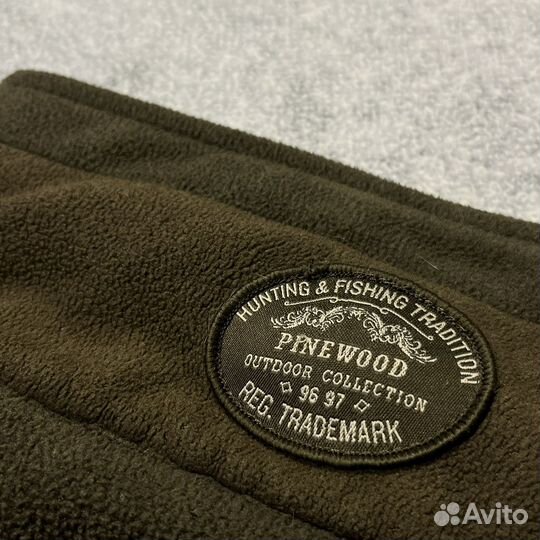 HUNTING & FISHING TRADITION
PINEWOOD
OUTDOOR COLLECTION
96 97
REG. TRADEMARK
Avito